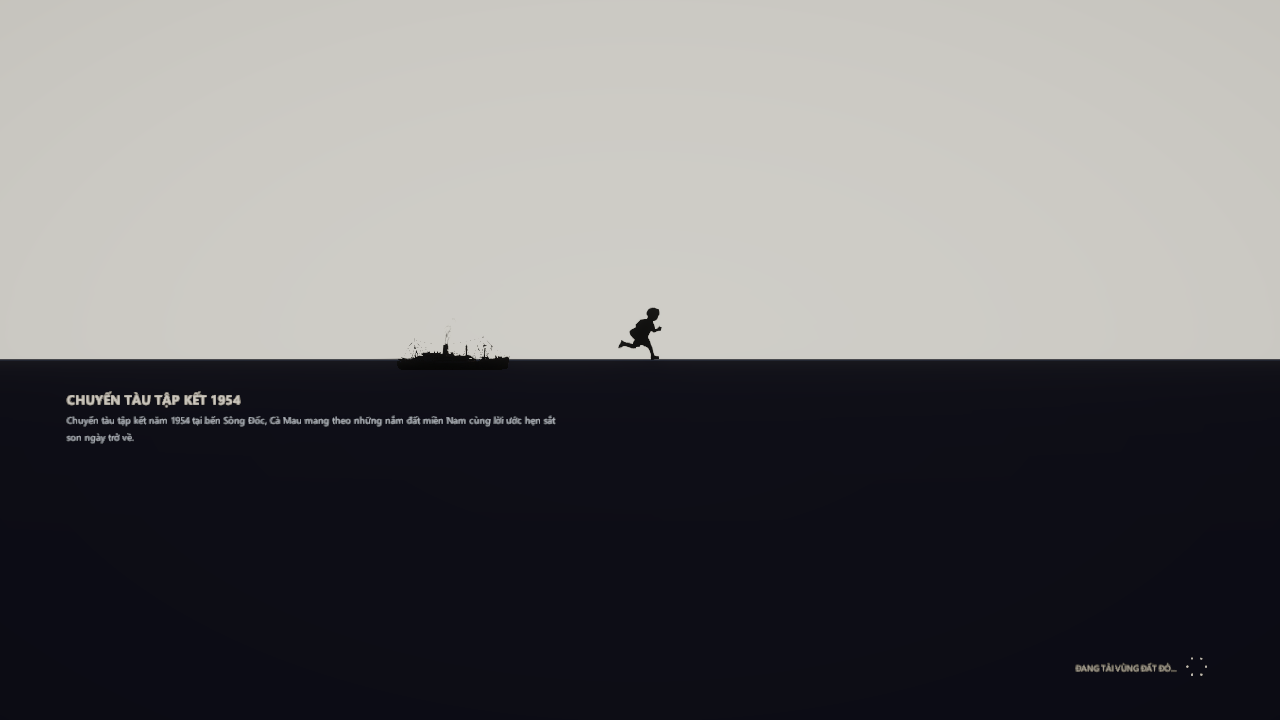 CHUYẾN TÀU TẬP KẾT 1954
Chuyến tàu tập kết năm 1954 tại bến Sông Đốc, Cà Mau mang theo những nắm đất miền Nam cùng lời ước hẹn sắt
son ngày trở về.
ĐANG TẢI VÙNG ĐẤT ĐỎ...